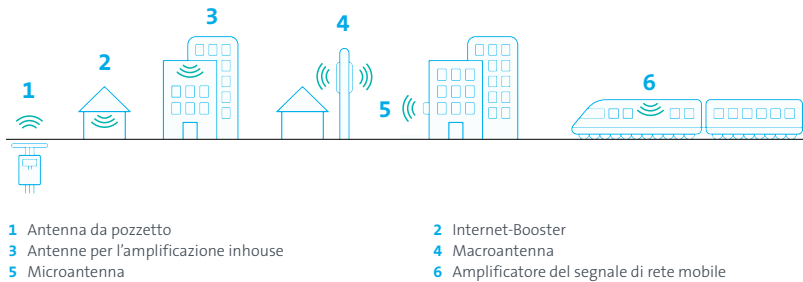 1
2
3
4
5
6
1 Antenna da pozzetto
2 Internet-Booster
3 Antenne per l'amplificazione inhouse
4 Macroantenna
5 Microantenna
6 Amplificatore del segnale di rete mobile